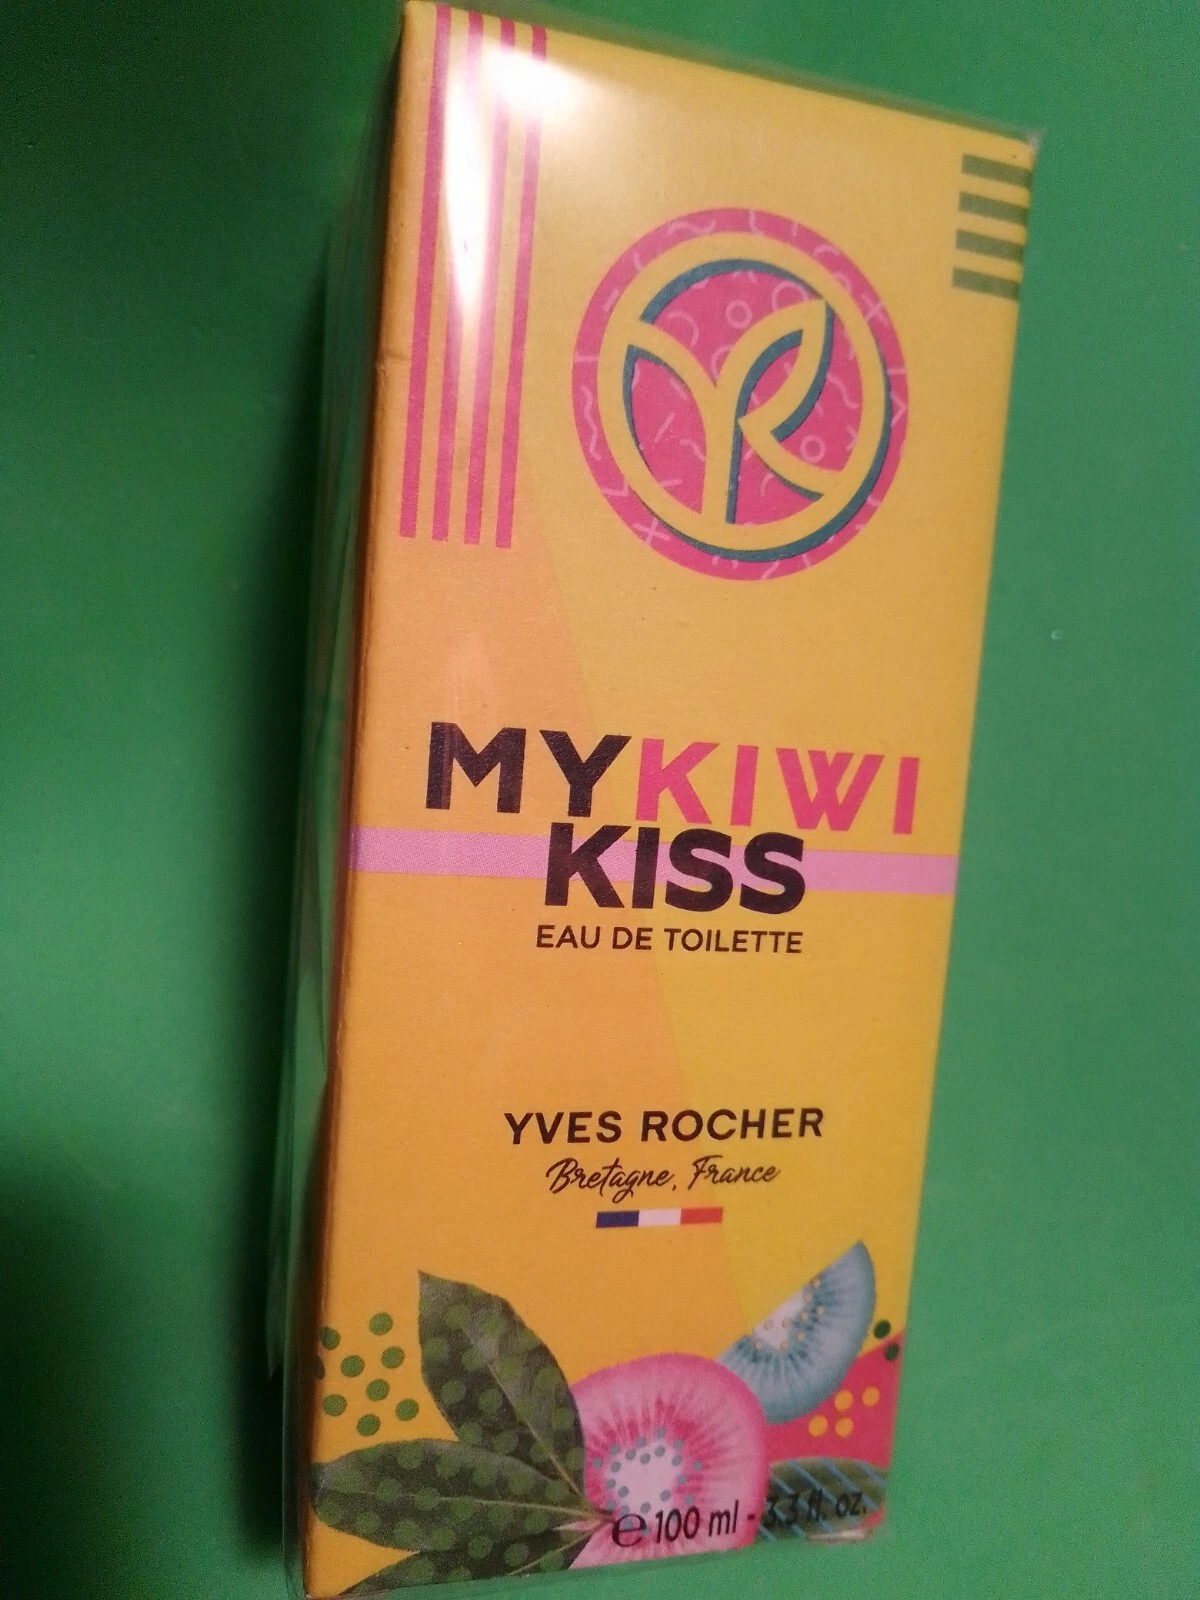 MYKIWI
KISS
EAU DE TOILETTE
YVES ROCHER
Bretagne, France
℮ 100 ml - 3.3 fl. oz.